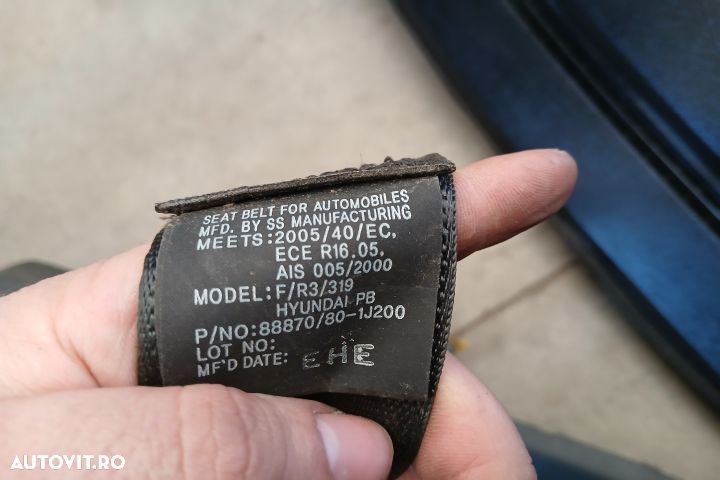 SEAT BELT FOR AUTOMOBILES
MFD. BY SS MANUFACTURING
MEETS:2005/40/EC,
ECE R16.05,
AIS 005/2000
MODEL:F/R3/319
HYUNDAI PB
P/NO:88870/80-1J200
LOT NO:
MF'D DATE: EHE
AUTOVIT.RO